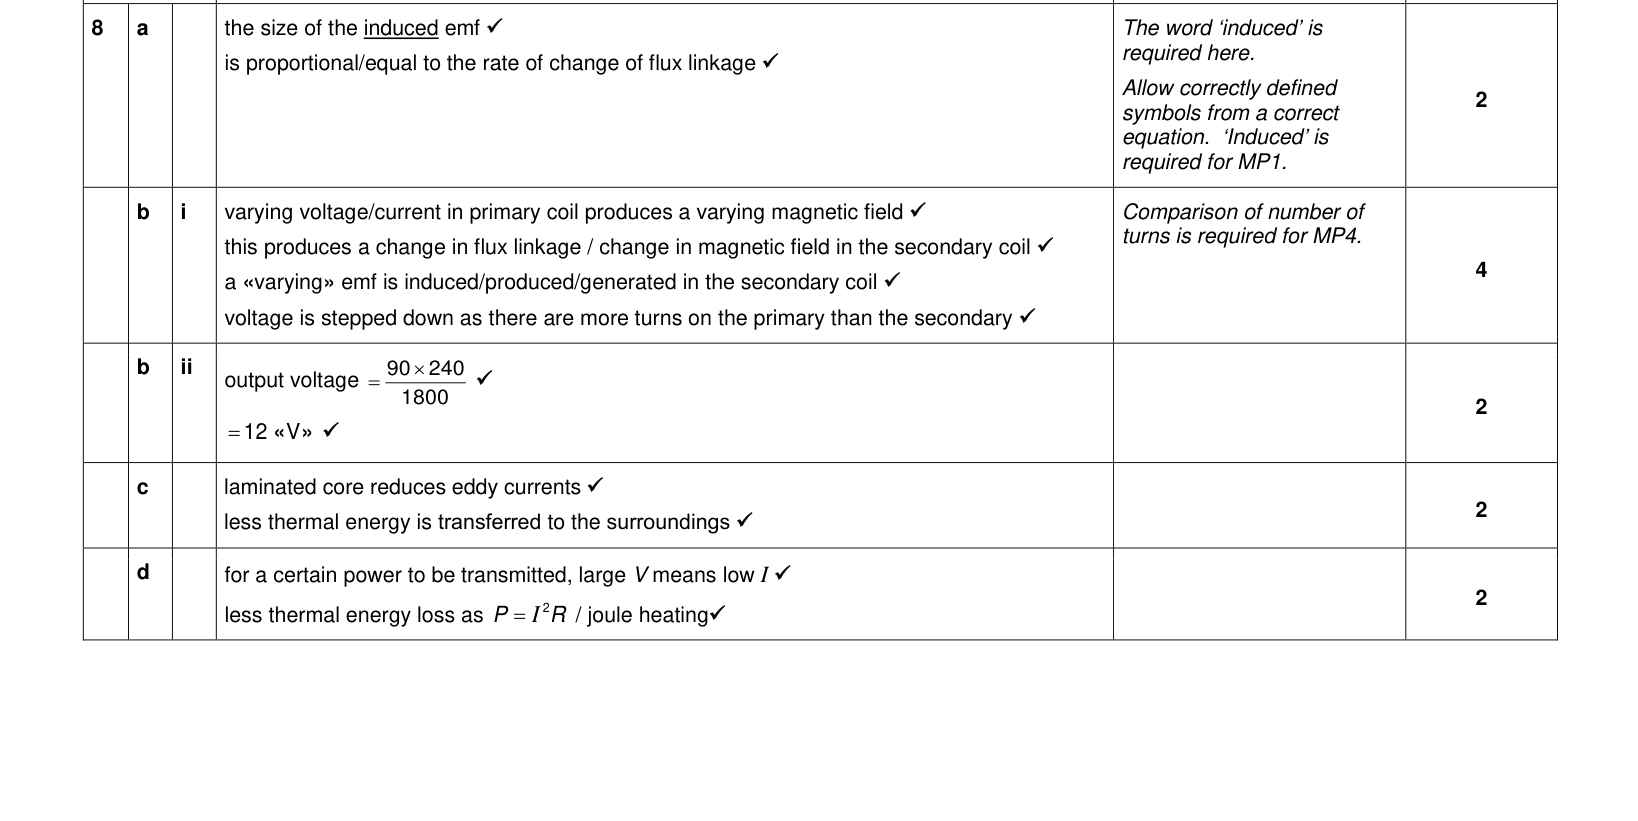 8 a the size of the induced emf ✓ The word ‘induced’ is
required here.
is proportional/equal to the rate of change of flux linkage ✓
Allow correctly defined
symbols from a correct
equation. ‘Induced’ is
required for MP1.
2
b i varying voltage/current in primary coil produces a varying magnetic field ✓ Comparison of number of
turns is required for MP4.
this produces a change in flux linkage / change in magnetic field in the secondary coil ✓
a «varying» emf is induced/produced/generated in the secondary coil ✓
voltage is stepped down as there are more turns on the primary than the secondary ✓
4
b ii output voltage = 90 × 240 / 1800 ✓
= 12 «V» ✓
2
c laminated core reduces eddy currents ✓
less thermal energy is transferred to the surroundings ✓
2
d for a certain power to be transmitted, large V means low I ✓
less thermal energy loss as P = I²R / joule heating✓
2